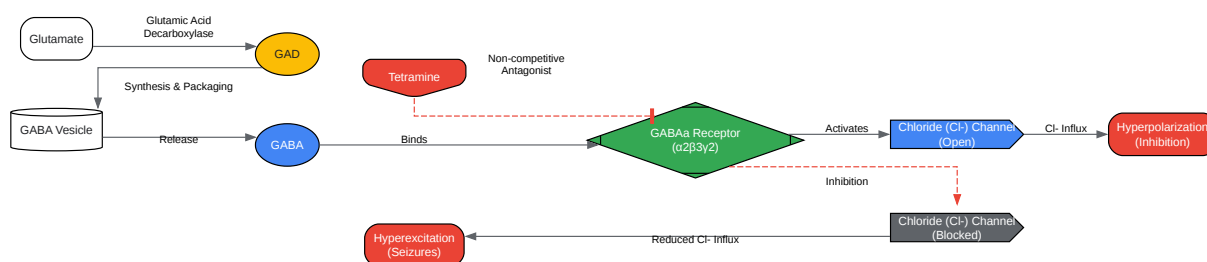 Glutamic Acid
Decarboxylase
Glutamate
GAD
Non-competitive
Antagonist
Tetramine
Synthesis & Packaging
GABA Vesicle
Release
GABA
Binds
GABAa Receptor
(α2β3γ2)
Activates
Chloride (Cl-) Channel
(Open)
Cl- Influx
Hyperpolarization
(Inhibition)
Inhibition
Chloride (Cl-) Channel
(Blocked)
Reduced Cl- Influx
Hyperexcitation
(Seizures)